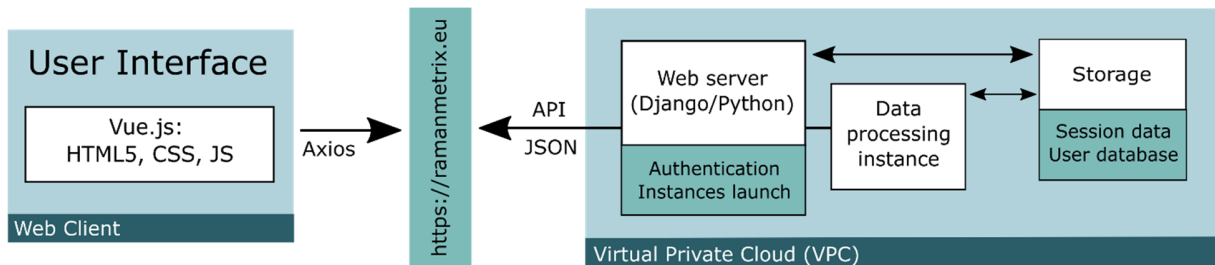 User Interface
Vue.js:
HTML5, CSS, JS
Web Client
Axios
https://ramanmetrix.eu
API
JSON
Web server
(Django/Python)
Authentication
Instances launch
Data
processing
instance
Storage
Session data
User database
Virtual Private Cloud (VPC)